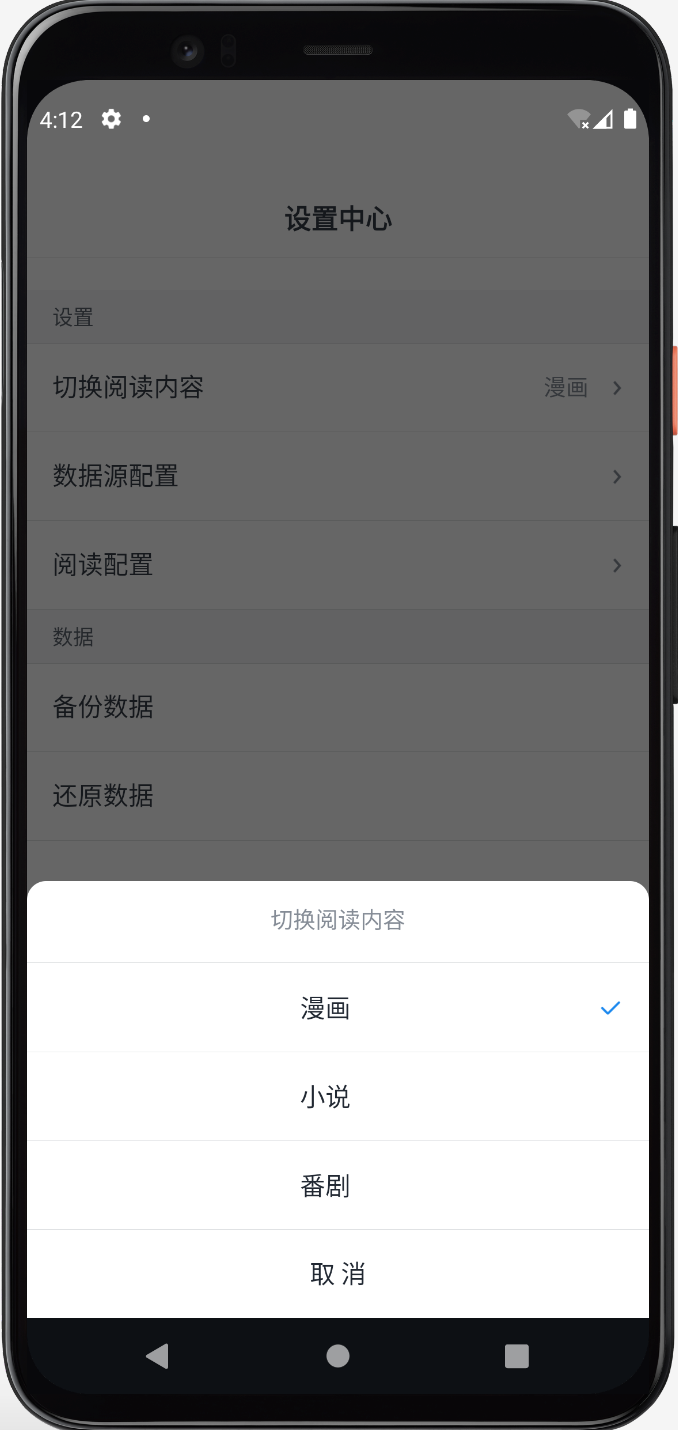 4:12
设置中心
设置
切换阅读内容 漫画
数据源配置
阅读配置
数据
备份数据
还原数据
切换阅读内容
漫画
小说
番剧
取 消